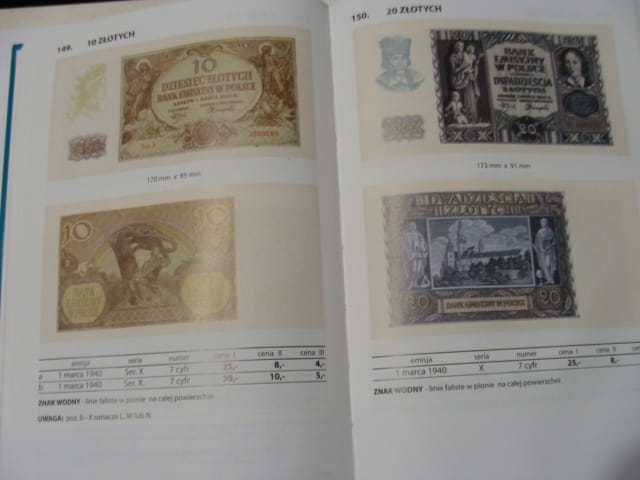 149. 10 ZŁOTYCH
10
DZIESIĘĆ ZŁOTYCH
BANK EMISYJNY W POLSCE
170 mm x 85 mm
10 10
emisja seria numer cena I cena II cena III
a 1 marca 1940 Ser. X 7 cyfr 25,- 8,- 4,-
b 1 marca 1940 Ser. X. 7 cyfr 30,- 10,- 5,-
ZNAK WODNY - linie faliste w pionie na całej powierzchni
UWAGA: poz. b - X oznacza L, M lub N
150. 20 ZŁOTYCH
20
BANK
EMISYJNY
W POLSCE
DWADZIEŚCIA
ZŁOTYCH
20
173 mm x 91 mm
DWADZIEŚCIA
ZŁOTYCH
20 BANK EMISYJNY W POLSCE 20
emisja seria numer cena I cena II
1 marca 1940 X 7 cyfr 25,- 8,-
ZNAK WODNY - linie faliste w pionie na całej powierzchni